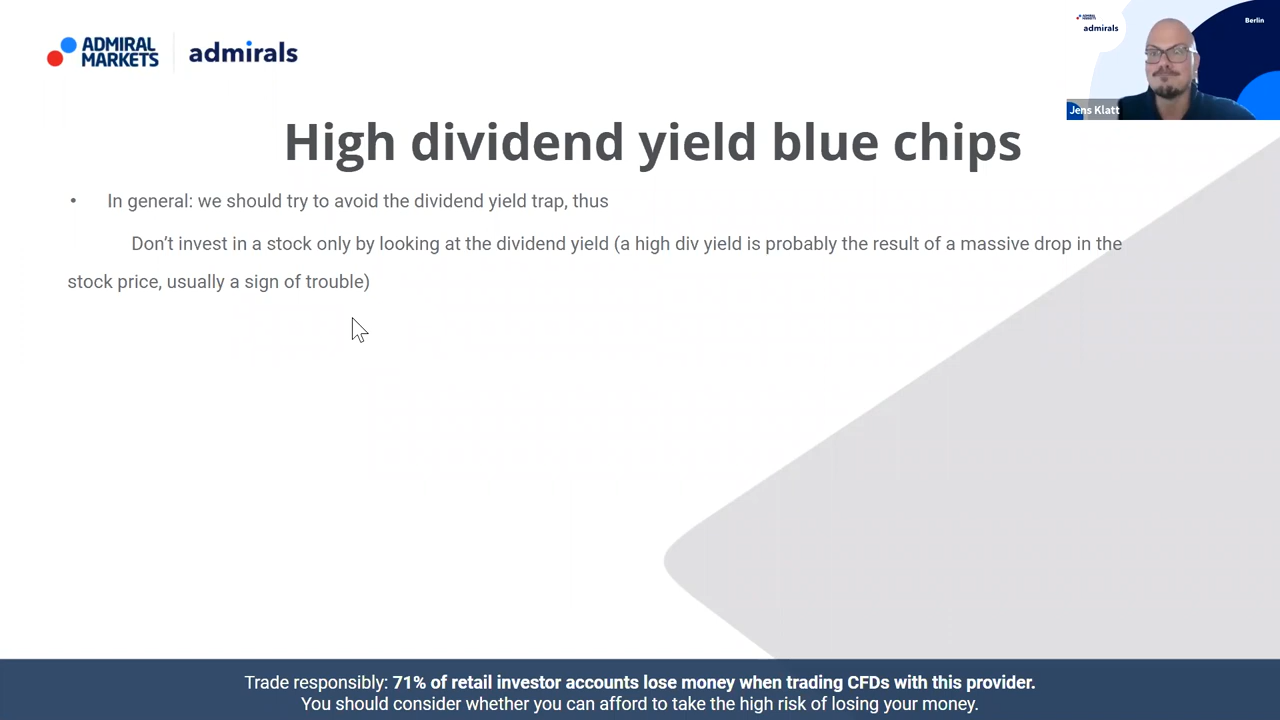 ADMIRAL
MARKETS
admirals
ADMIRAL
MARKETS
admirals
Berlin
Jens Klatt
High dividend yield blue chips
• In general: we should try to avoid the dividend yield trap, thus
Don’t invest in a stock only by looking at the dividend yield (a high div yield is probably the result of a massive drop in the
stock price, usually a sign of trouble)
Trade responsibly: 71% of retail investor accounts lose money when trading CFDs with this provider.
You should consider whether you can afford to take the high risk of losing your money.